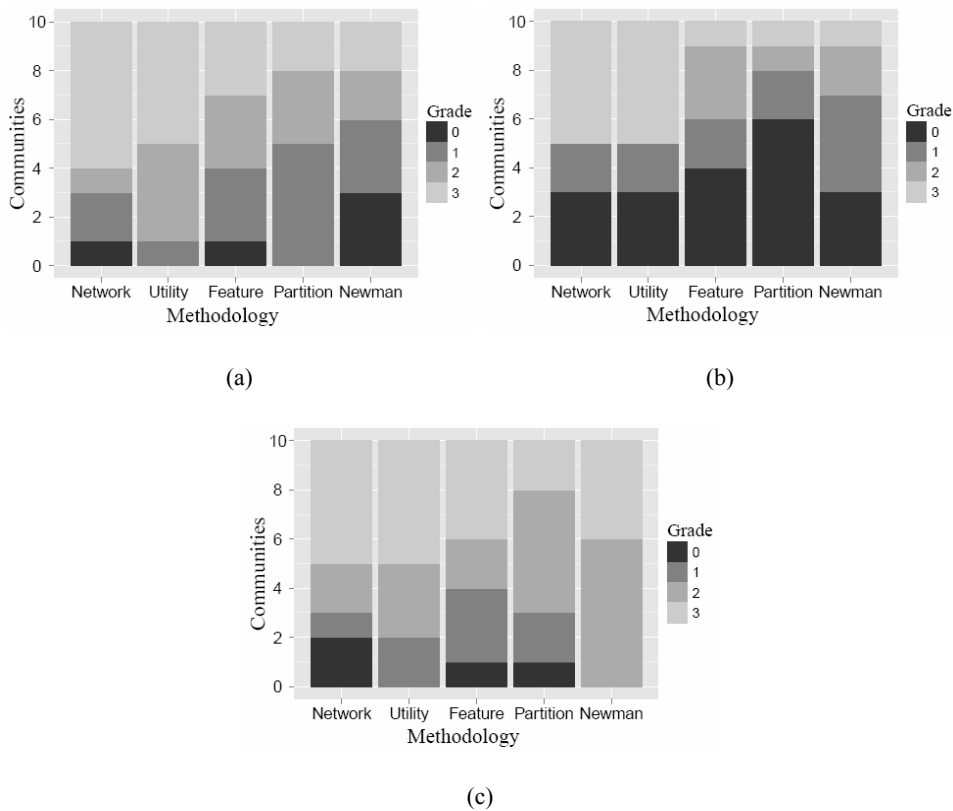 10
8
6
4
2
0
Communities
Network Utility Feature Partition Newman
Methodology
Grade
0
1
2
3
(a)
10
8
6
4
2
0
Communities
Network Utility Feature Partition Newman
Methodology
Grade
0
1
2
3
(b)
10
8
6
4
2
0
Communities
Network Utility Feature Partition Newman
Methodology
Grade
0
1
2
3
(c)